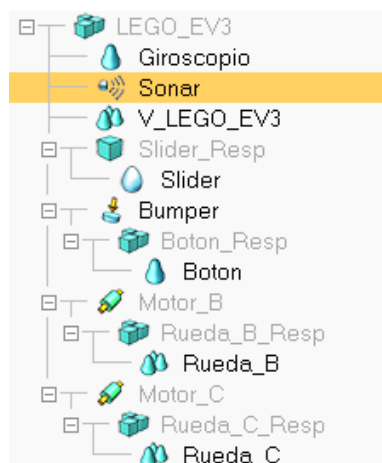 LEGO_EV3
Giroscopio
Sonar
V_LEGO_EV3
Slider_Resp
Slider
Bumper
Boton_Resp
Boton
Motor_B
Rueda_B_Resp
Rueda_B
Motor_C
Rueda_C_Resp
Rueda_C